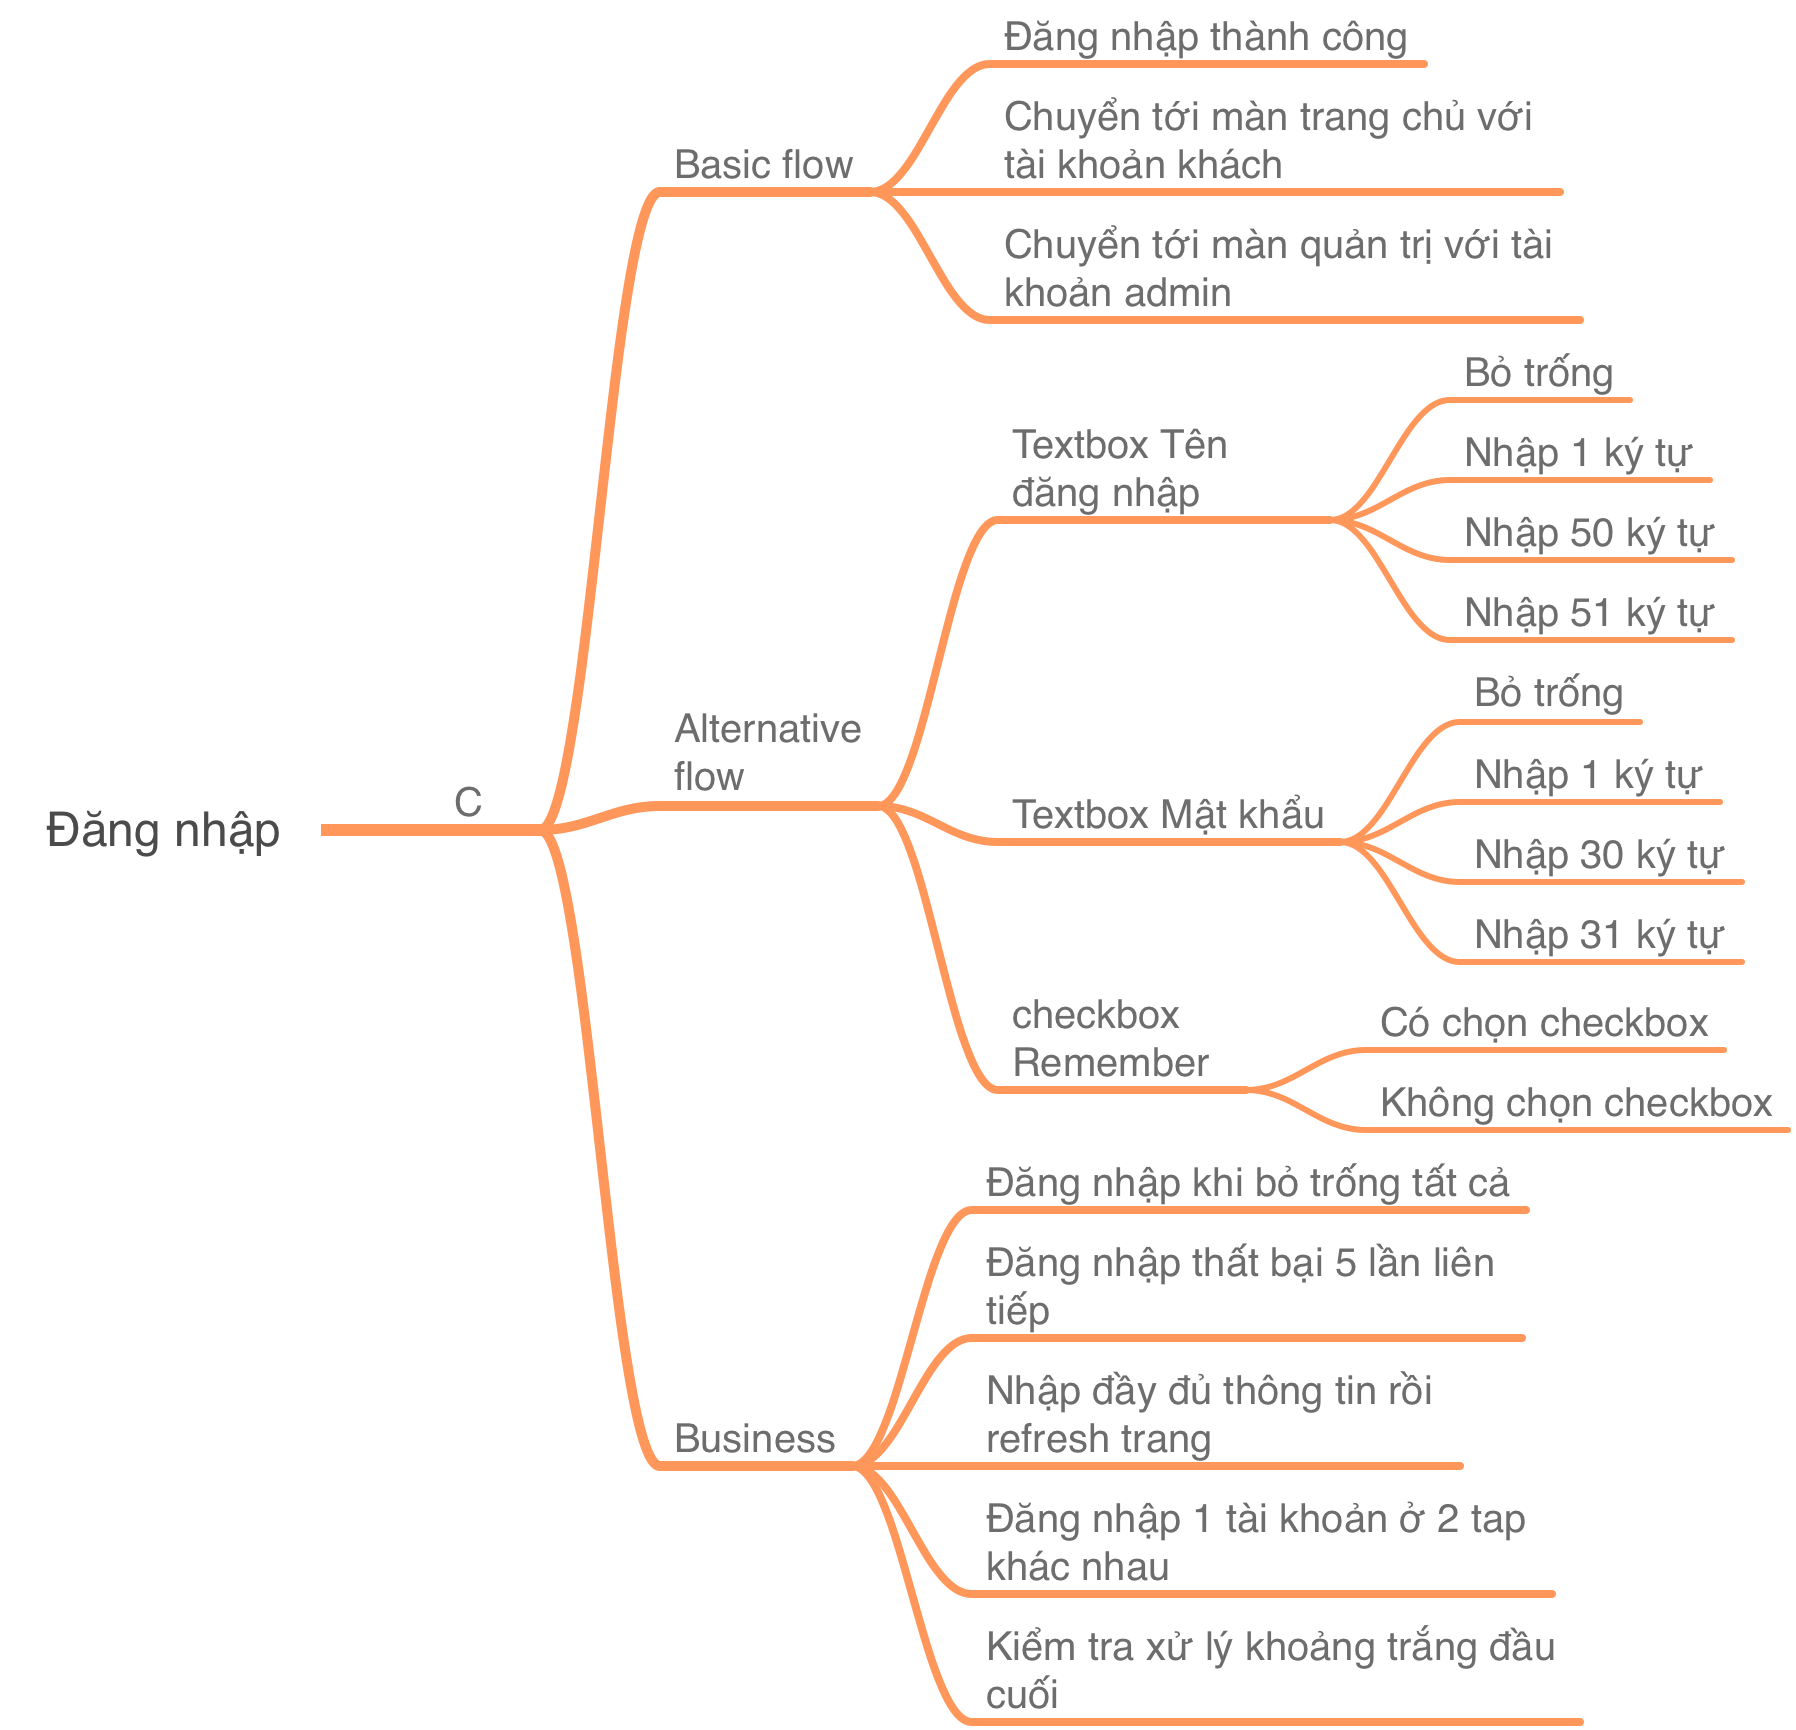 Đăng nhập
C
Basic flow
Đăng nhập thành công
Chuyển tới màn trang chủ với
tài khoản khách
Chuyển tới màn quản trị với tài
khoản admin
Alternative
flow
Textbox Tên
đăng nhập
Bỏ trống
Nhập 1 ký tự
Nhập 50 ký tự
Nhập 51 ký tự
Textbox Mật khẩu
Bỏ trống
Nhập 1 ký tự
Nhập 30 ký tự
Nhập 31 ký tự
checkbox
Remember
Có chọn checkbox
Không chọn checkbox
Business
Đăng nhập khi bỏ trống tất cả
Đăng nhập thất bại 5 lần liên
tiếp
Nhập đầy đủ thông tin rồi
refresh trang
Đăng nhập 1 tài khoản ở 2 tap
khác nhau
Kiểm tra xử lý khoảng trắng đầu
cuối